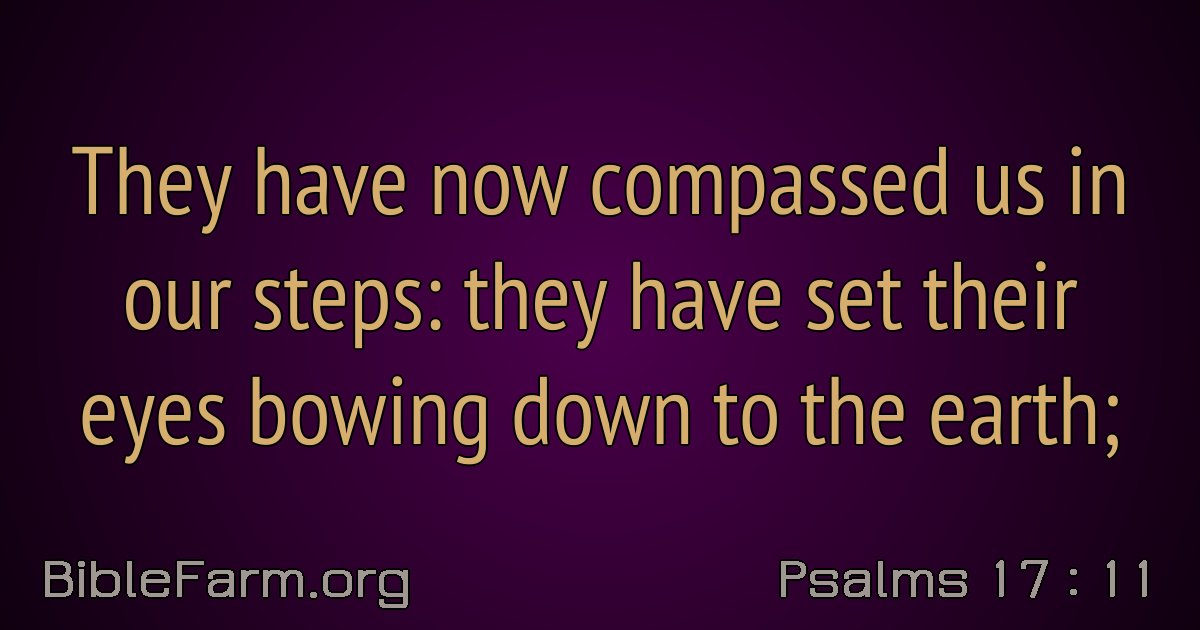 They have now compassed us in
our steps: they have set their
eyes bowing down to the earth;
BibleFarm.org
Psalms 17 : 11